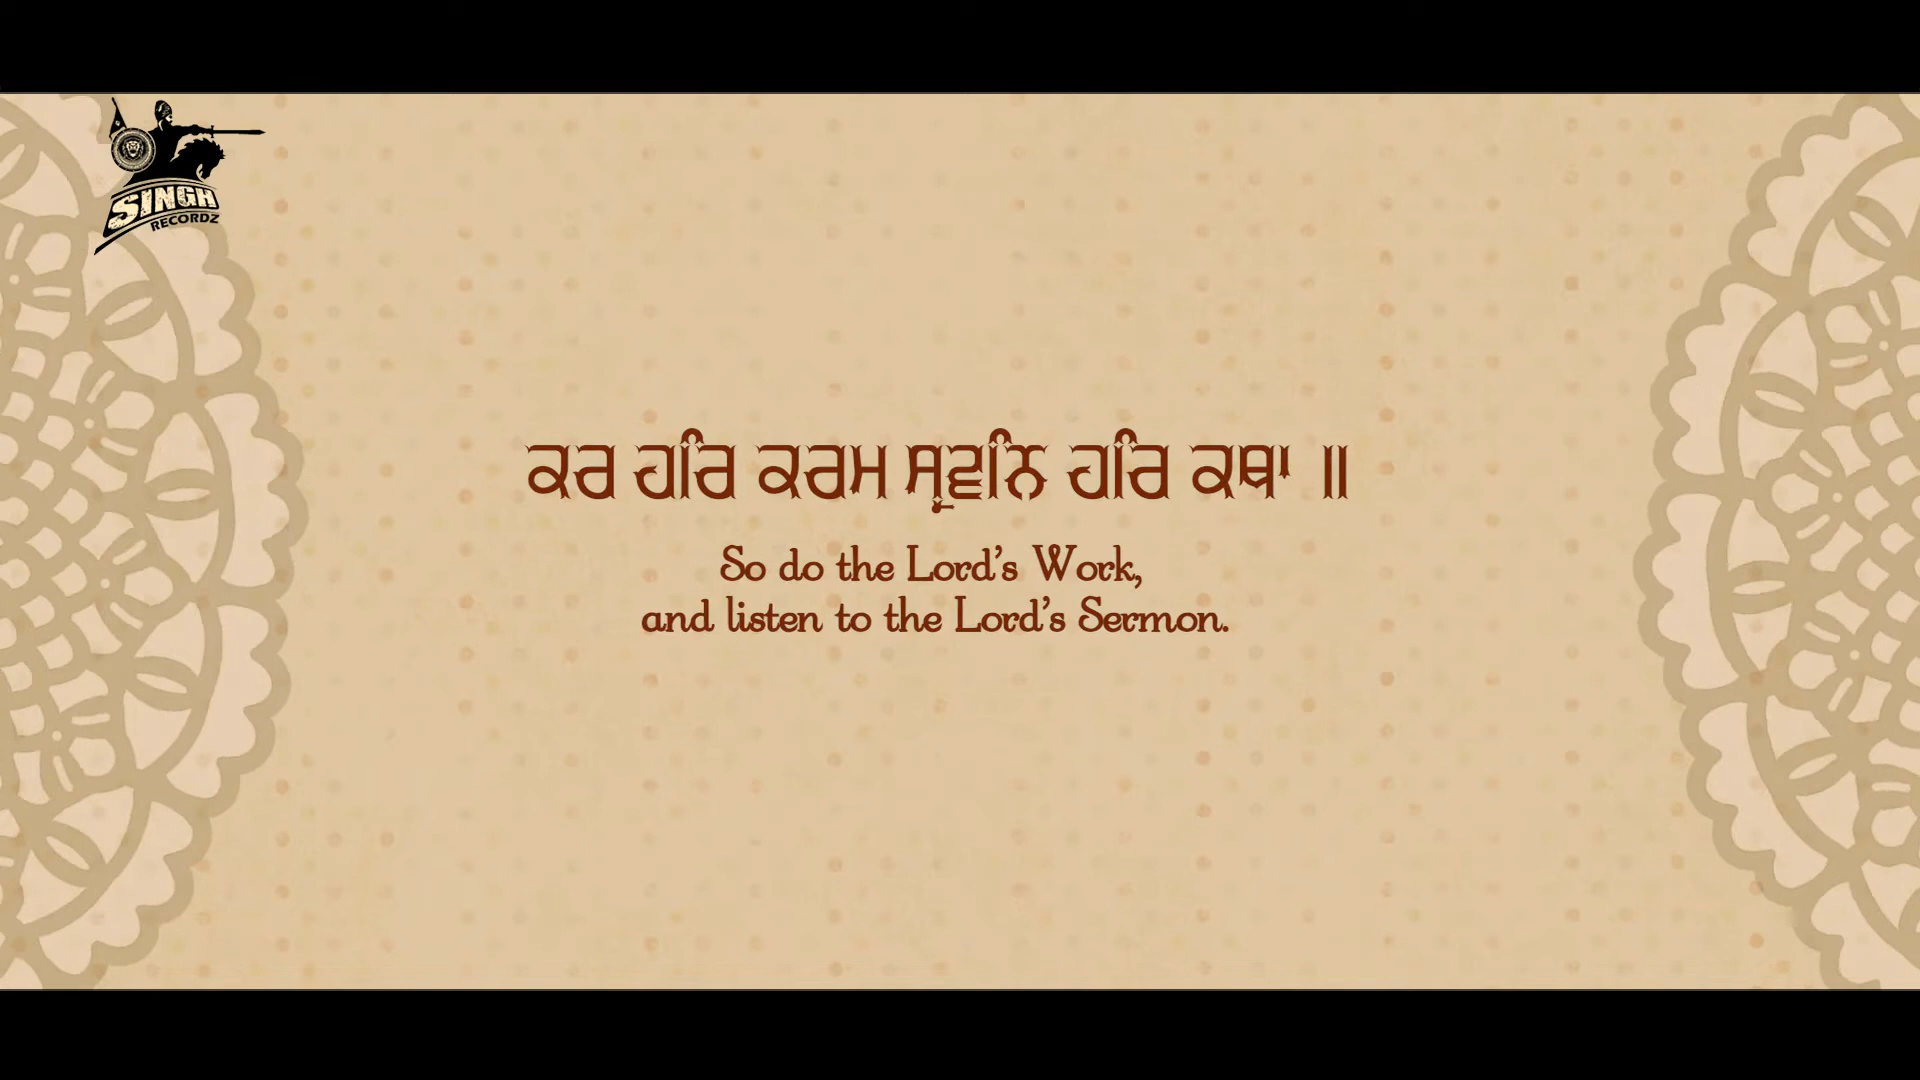 SINGH
RECORDZ
ਕਰ ਹਰਿ ਕਰਮ ਸ੍ਰਵਨਿ ਹਰਿ ਕਥਾ ॥
So do the Lord's Work,
and listen to the Lord's Sermon.